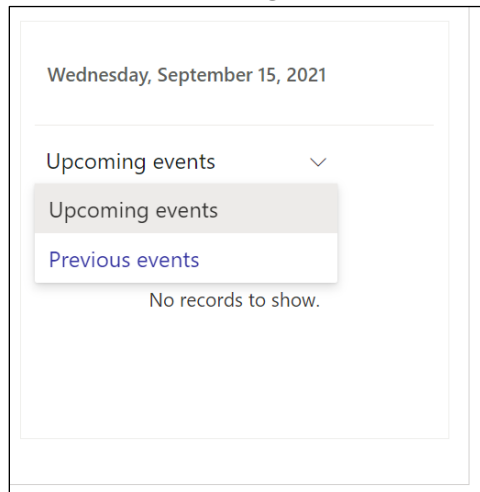 Wednesday, September 15, 2021
Upcoming events
Upcoming events
Previous events
No records to show.